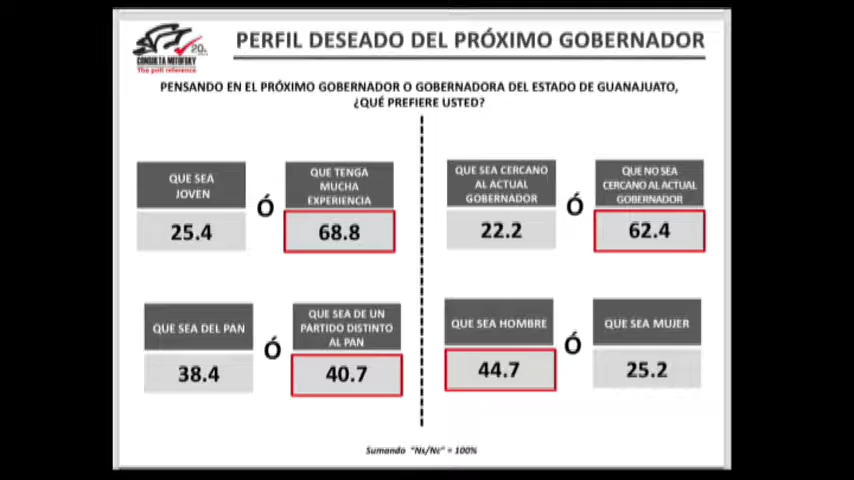 20
CONSULTA MITOFSKY
The poll reference
PERFIL DESEADO DEL PRÓXIMO GOBERNADOR
PENSANDO EN EL PRÓXIMO GOBERNADOR O GOBERNADORA DEL ESTADO DE GUANAJUATO,
¿QUÉ PREFIERE USTED?
QUE SEA
JOVEN
25.4
Ó
QUE TENGA
MUCHA
EXPERIENCIA
68.8
QUE SEA CERCANO
AL ACTUAL
GOBERNADOR
22.2
Ó
QUE NO SEA
CERCANO AL ACTUAL
GOBERNADOR
62.4
QUE SEA DEL PAN
38.4
Ó
QUE SEA DE UN
PARTIDO DISTINTO
AL PAN
40.7
QUE SEA HOMBRE
44.7
Ó
QUE SEA MUJER
25.2
Sumando "Ns/Nc" = 100%